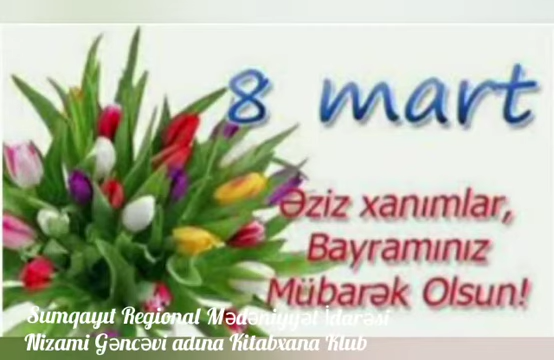 8 mart
Əziz xanımlar,
Bayramınız
Mübarək Olsun!
Sumqayıt Regional Mədəniyyət İdarəsi
Nizami Gəncəvi adına Kitabxana Klub